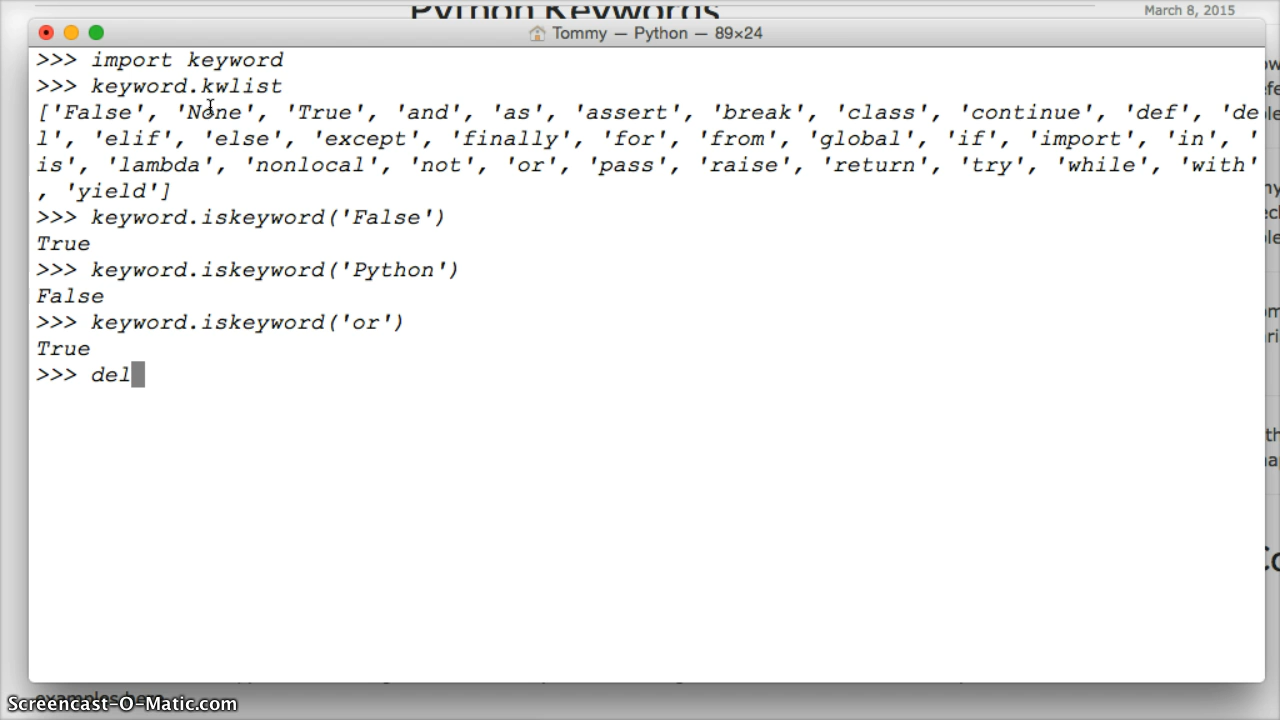 Python Keywords
March 8, 2015
Tommy — Python — 89×24
>>> import keyword
>>> keyword.kwlist
['False', 'None', 'True', 'and', 'as', 'assert', 'break', 'class', 'continue', 'def', 'de
l', 'elif', 'else', 'except', 'finally', 'for', 'from', 'global', 'if', 'import', 'in', '
is', 'lambda', 'nonlocal', 'not', 'or', 'pass', 'raise', 'return', 'try', 'while', 'with'
, 'yield']
>>> keyword.iskeyword('False')
True
>>> keyword.iskeyword('Python')
False
>>> keyword.iskeyword('or')
True
>>> del
examples here
Screencast-O-Matic.com